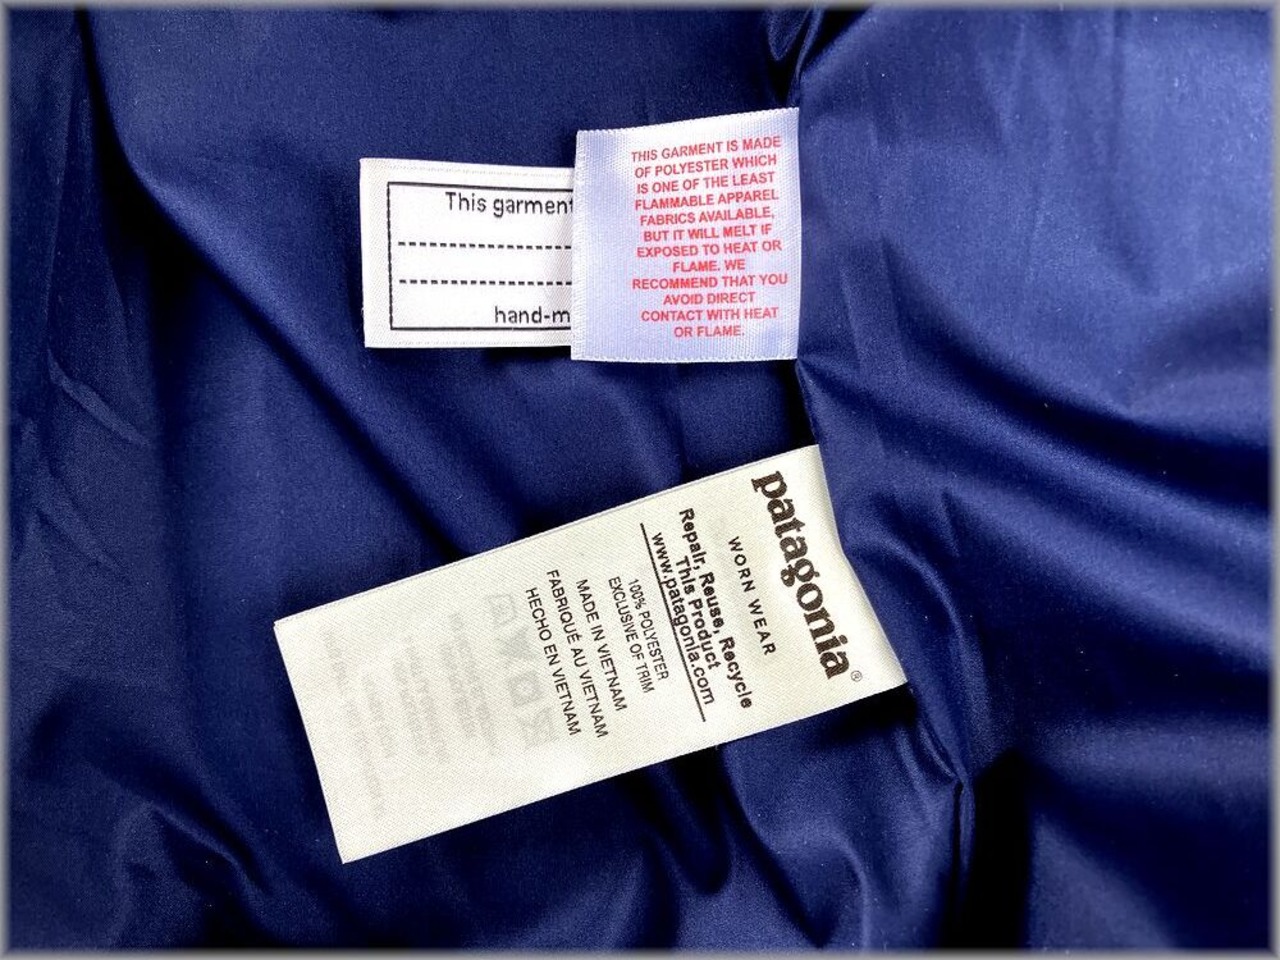 This garment
hand-m
THIS GARMENT IS MADE
OF POLYESTER WHICH
IS ONE OF THE LEAST
FLAMMABLE APPAREL
FABRICS AVAILABLE,
BUT IT WILL MELT IF
EXPOSED TO HEAT OR
FLAME. WE
RECOMMEND THAT YOU
AVOID DIRECT
CONTACT WITH HEAT
OR FLAME.
patagonia®
WORN WEAR
Repair, Reuse, Recycle
This Product
www.patagonia.com
100% POLYESTER
EXCLUSIVE OF TRIM
MADE IN VIETNAM
FABRIQUÉ AU VIETNAM
HECHO EN VIETNAM